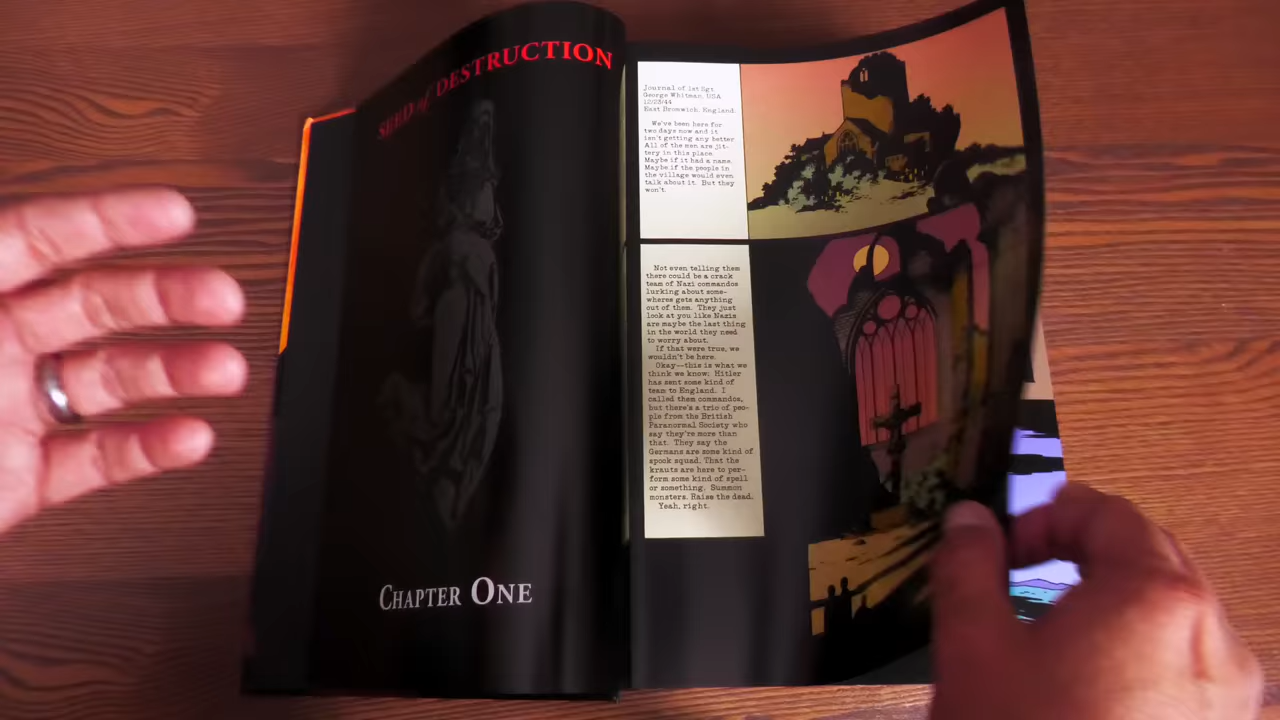 SEED of DESTRUCTION
CHAPTER ONE
Journal of 1st Sgt.
George Whitman, USA
12/23/44
East Bromwich, England.
We've been here for
two days now and it
isn't getting any better
All of the men are jit-
tery in this place.
Maybe if it had a name.
Maybe if the people in
the village would even
talk about it. But they
won't.
Not even telling them
there could be a crack
team of Nazi commandos
lurking about some-
wheres gets anything
out of them. They just
look at you like Nazis
are maybe the last thing
in the world they need
to worry about.
If that were true, we
wouldn't be here.
Okay—this is what we
think we know: Hitler
has sent some kind of
team to England. I
called them commandos,
but there's a trio of peo-
ple from the British
Paranormal Society who
say they're more than
that. They say the
Germans are some kind of
spook squad. That the
krauts are here to per-
form some kind of spell
or something. Summon
monsters. Raise the dead.
Yeah, right.